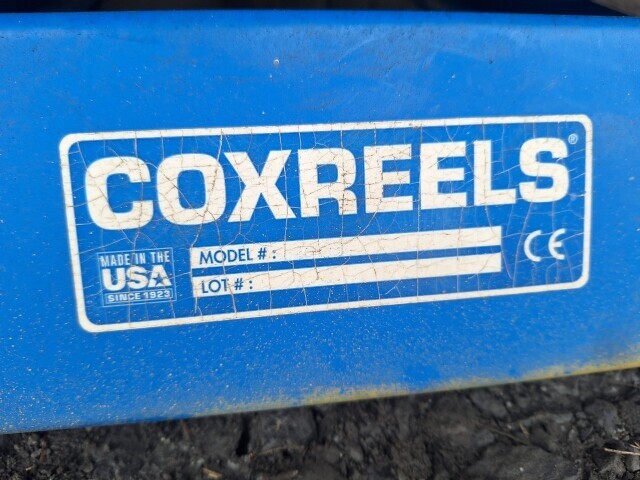 COXREELS®
MADE IN THE
USA
SINCE 1923
MODEL # :
LOT # :
CE